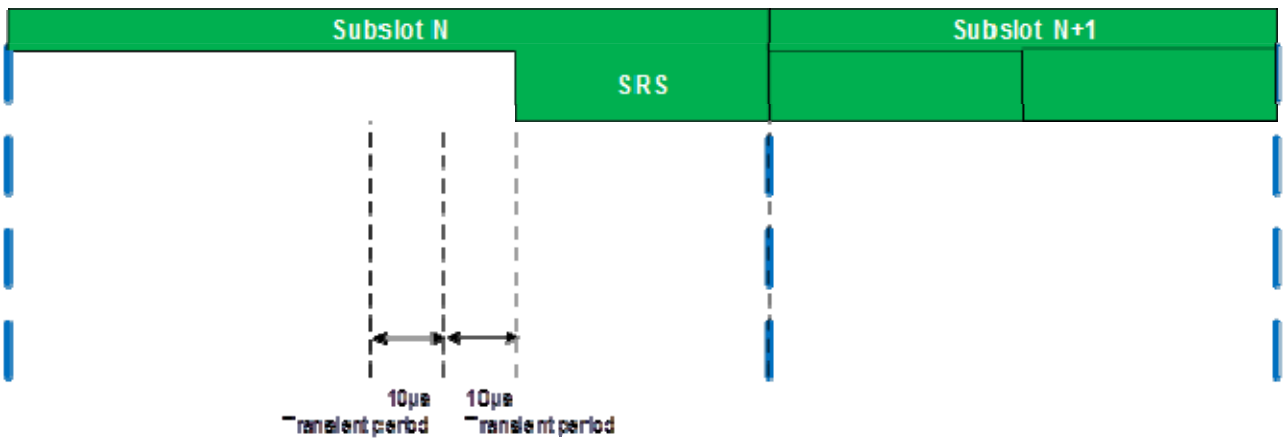 Subslot N
Subslot N+1
SRS
10µs 10µs
Transient period Transient period